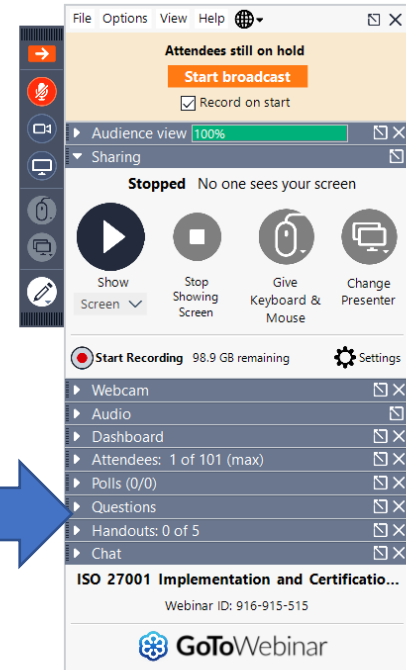 File Options View Help
Attendees still on hold
Start broadcast
Record on start
Audience view 100%
Sharing
Stopped No one sees your screen
Show
Screen
Stop
Showing
Screen
Give
Keyboard &
Mouse
Change
Presenter
Start Recording 98.9 GB remaining
Settings
Webcam
Audio
Dashboard
Attendees: 1 of 101 (max)
Polls (0/0)
Questions
Handouts: 0 of 5
Chat
ISO 27001 Implementation and Certificatio...
Webinar ID: 916-915-515
GoToWebinar